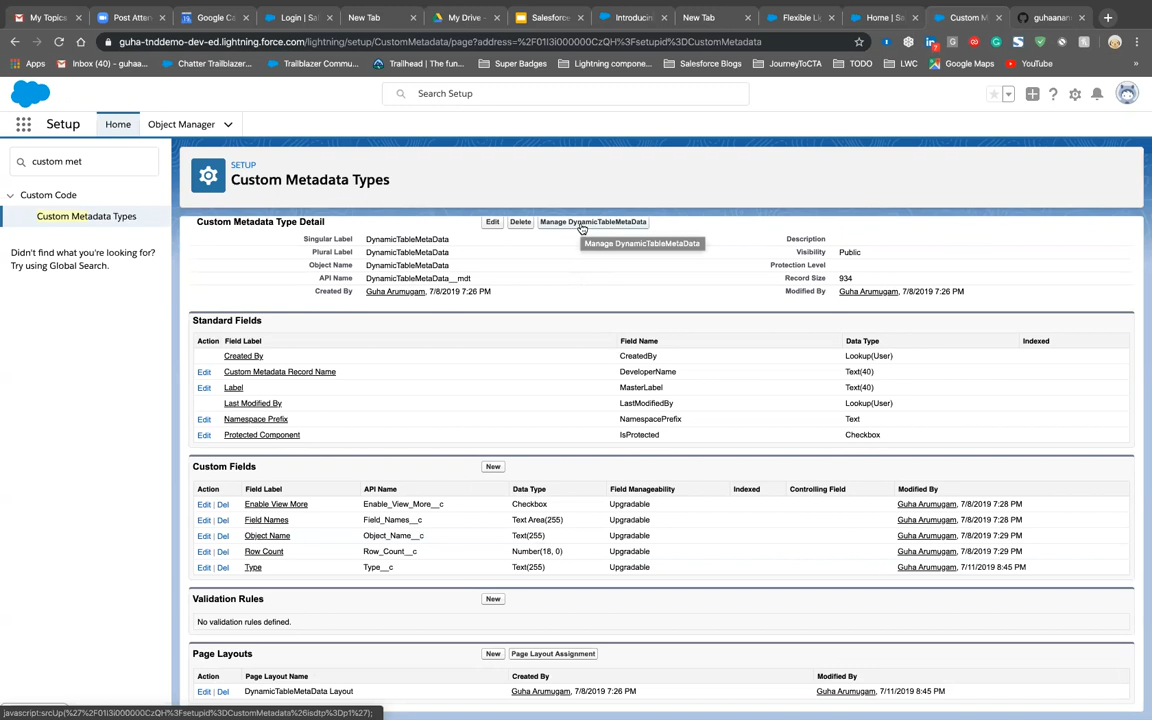 My Topics
Post Atten
Google Ca
Login | Sa
New Tab
My Drive -
Salesforce
Introducin
New Tab
Flexible Li
Home | Sa
Custom M
guhaanan
guha-tnddemo-dev-ed.lightning.force.com/lightning/setup/CustomMetadata/page?address=%2F01I3i000000CzQH%3Fsetupid%3DCustomMetadata
Apps
Inbox (40) - guhaa...
Chatter Trailblazer...
Trailblazer Commu...
Trailhead | The fun...
Super Badges
Lightning compone...
Salesforce Blogs
JourneyToCTA
TODO
LWC
Google Maps
YouTube
Search Setup
Setup Home Object Manager
custom met
Custom Code
Custom Metadata Types
Didn't find what you're looking for?
Try using Global Search.
SETUP
Custom Metadata Types
Custom Metadata Type Detail Edit Delete Manage DynamicTableMetaData
Manage DynamicTableMetaData
Singular Label DynamicTableMetaData Description
Plural Label DynamicTableMetaData Visibility Public
Object Name DynamicTableMetaData Protection Level
API Name DynamicTableMetaData__mdt Record Size 934
Created By Guha Arumugam, 7/8/2019 7:26 PM Modified By Guha Arumugam, 7/8/2019 7:26 PM
Standard Fields
Action Field Label Field Name Data Type Indexed
Created By CreatedBy Lookup(User)
Edit Custom Metadata Record Name DeveloperName Text(40)
Edit Label MasterLabel Text(40)
Last Modified By LastModifiedBy Lookup(User)
Edit Namespace Prefix NamespacePrefix Text
Edit Protected Component IsProtected Checkbox
Custom Fields New
Action Field Label API Name Data Type Field Manageability Indexed Controlling Field Modified By
Edit | Del Enable View More Enable_View_More__c Checkbox Upgradable Guha Arumugam, 7/8/2019 7:28 PM
Edit | Del Field Names Field_Names__c Text Area(255) Upgradable Guha Arumugam, 7/8/2019 7:28 PM
Edit | Del Object Name Object_Name__c Text(255) Upgradable Guha Arumugam, 7/8/2019 7:29 PM
Edit | Del Row Count Row_Count__c Number(18, 0) Upgradable Guha Arumugam, 7/8/2019 7:29 PM
Edit | Del Type Type__c Text(255) Upgradable Guha Arumugam, 7/11/2019 8:45 PM
Validation Rules New
No validation rules defined.
Page Layouts New Page Layout Assignment
Action Page Layout Name Created By Modified By
Edit | Del DynamicTableMetaData Layout Guha Arumugam, 7/8/2019 7:26 PM Guha Arumugam, 7/11/2019 8:45 PM
javascript:srcUp(%27%2F01I3i000000CzQH%3Fsetupid%3DCustomMetadata%26isdtp%3Dp1%27);